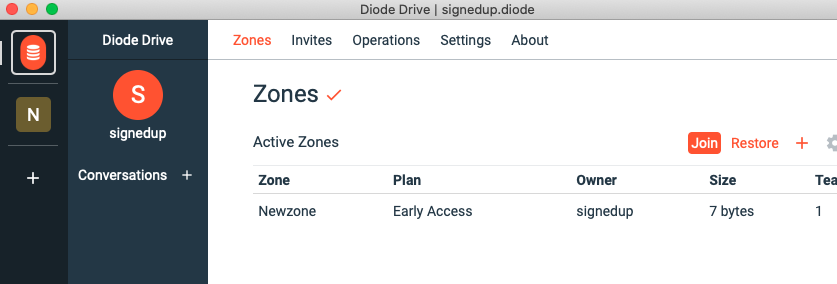 Diode Drive | signedup.diode
Diode Drive
Zones Invites Operations Settings About
S
signedup
N
Conversations +
+
Zones
Active Zones
Join Restore +
Zone Plan Owner Size Tea
Newzone Early Access signedup 7 bytes 1